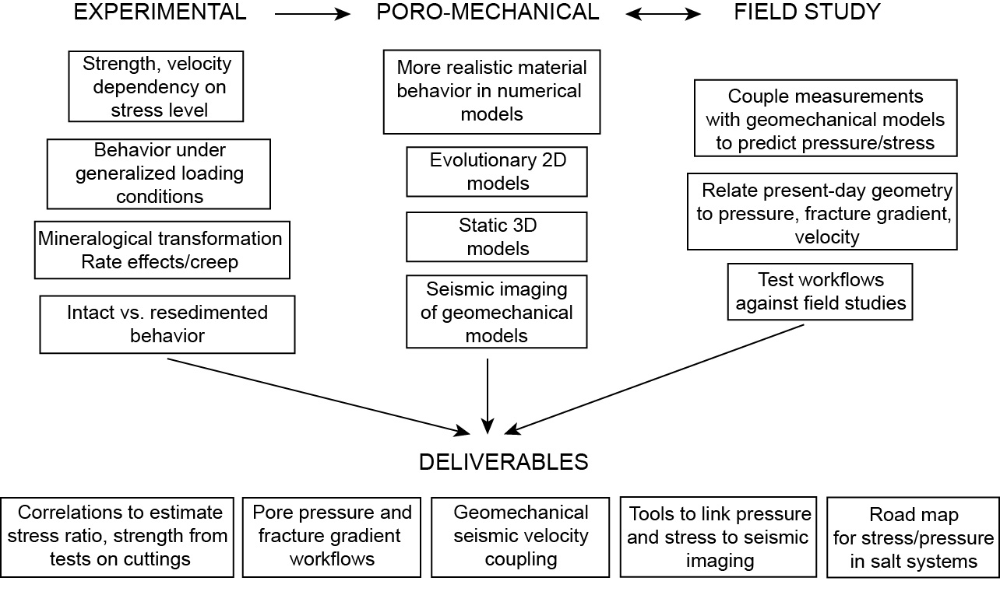 EXPERIMENTAL
PORO-MECHANICAL
FIELD STUDY
Strength, velocity
dependency on
stress level
Behavior under
generalized loading
conditions
Mineralogical transformation
Rate effects/creep
Intact vs. resedimented
behavior
More realistic material
behavior in numerical
models
Evolutionary 2D
models
Static 3D
models
Seismic imaging
of geomechanical
models
Couple measurements
with geomechanical models
to predict pressure/stress
Relate present-day geometry
to pressure, fracture gradient,
velocity
Test workflows
against field studies
DELIVERABLES
Correlations to estimate
stress ratio, strength from
tests on cuttings
Pore pressure and
fracture gradient
workflows
Geomechanical
seismic velocity
coupling
Tools to link pressure
and stress to seismic
imaging
Road map
for stress/pressure
in salt systems